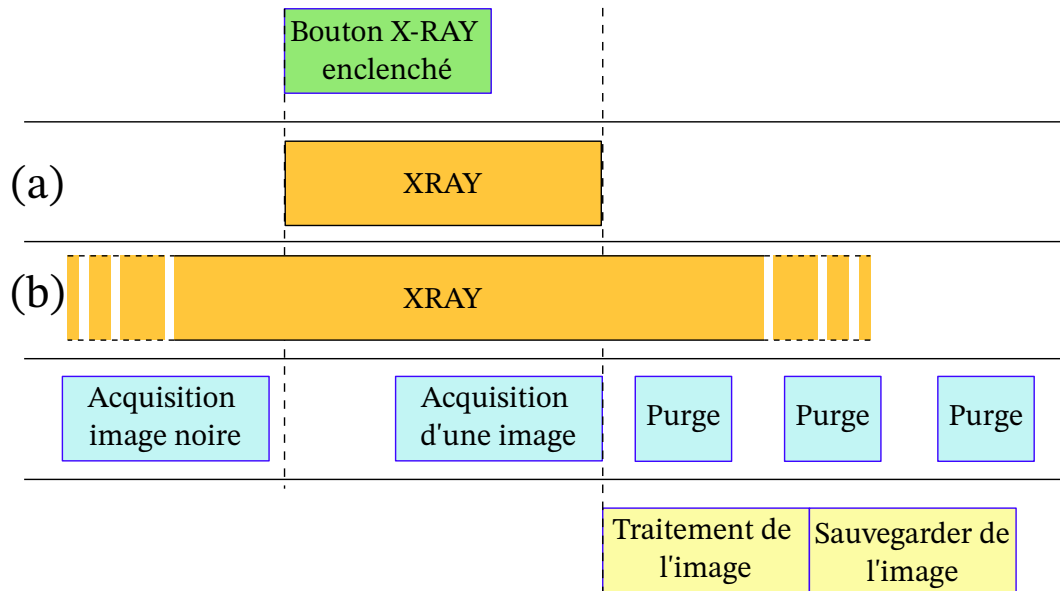 Bouton X-RAY
enclenché
(a)
XRAY
(b)
XRAY
Acquisition
image noire
Acquisition
d'une image
Purge
Purge
Purge
Traitement de
l'image
Sauvegarder de
l'image